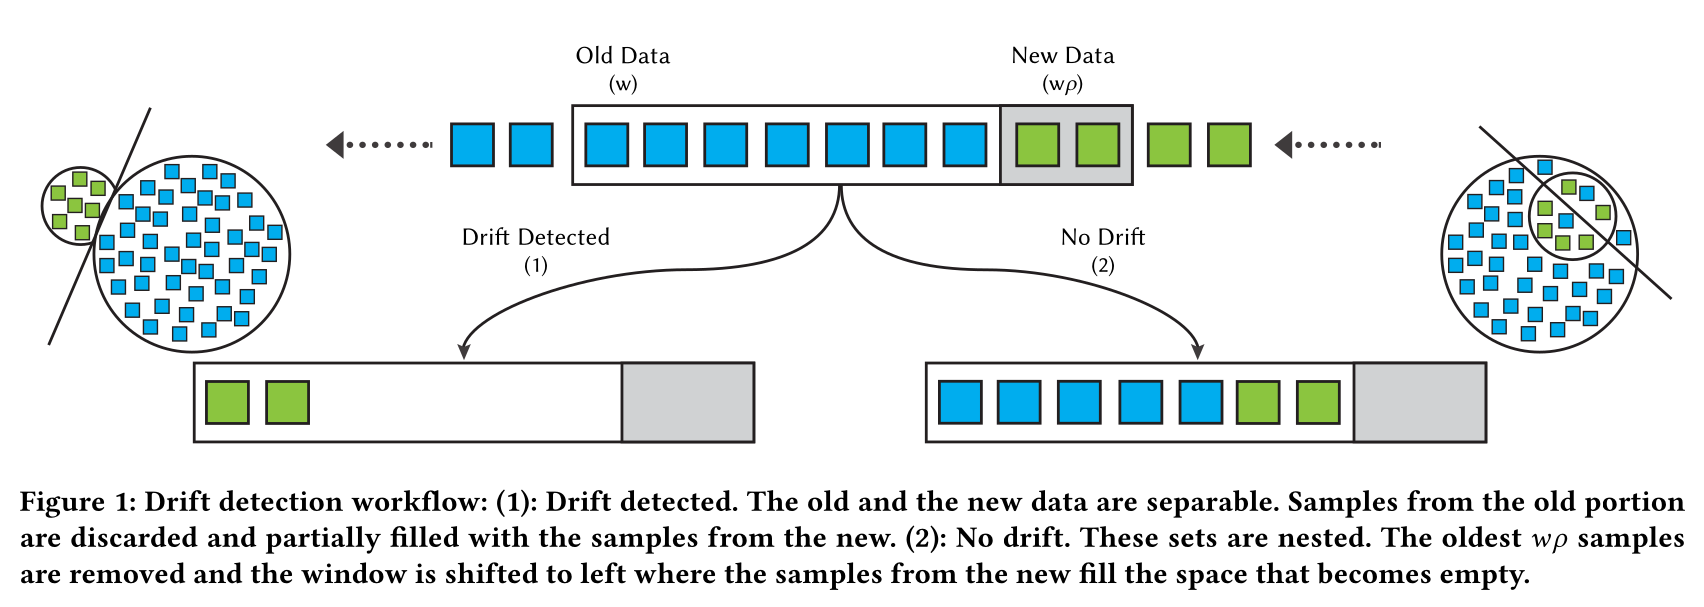 Old Data
(w)
New Data
(wρ)
Drift Detected
(1)
No Drift
(2)
Figure 1: Drift detection workflow: (1): Drift detected. The old and the new data are separable. Samples from the old portion
are discarded and partially filled with the samples from the new. (2): No drift. These sets are nested. The oldest wρ samples
are removed and the window is shifted to left where the samples from the new fill the space that becomes empty.